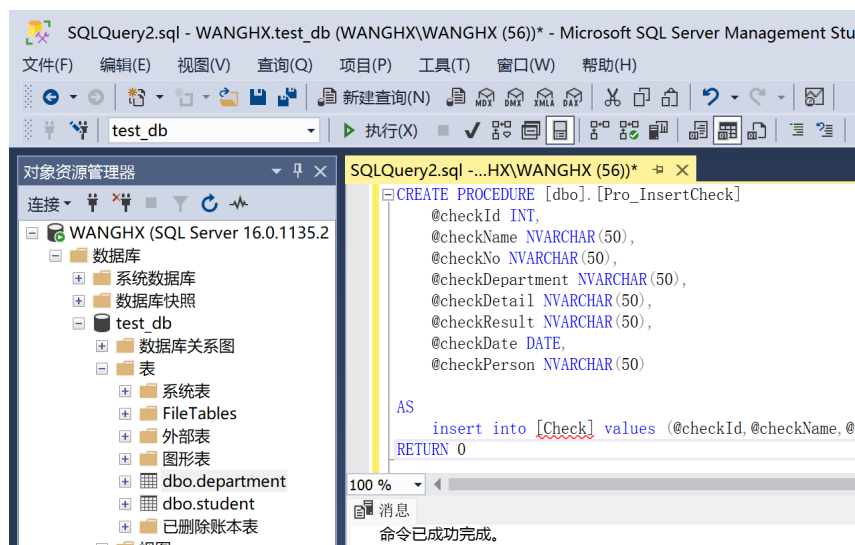 SQLQuery2.sql - WANGHX.test_db (WANGHX\WANGHX (56))* - Microsoft SQL Server Management Stu
文件(F) 编辑(E) 视图(V) 查询(Q) 项目(P) 工具(T) 窗口(W) 帮助(H)
新建查询(N) MDX DMX XMLA DAX
test_db 执行(X)
对象资源管理器
连接
WANGHX (SQL Server 16.0.1135.2
数据库
系统数据库
数据库快照
test_db
数据库关系图
表
系统表
FileTables
外部表
图形表
dbo.department
dbo.student
已删除账本表
SQLQuery2.sql -...HX\WANGHX (56))*
CREATE PROCEDURE [dbo].[Pro_InsertCheck]
@checkId INT,
@checkName NVARCHAR(50),
@checkNo NVARCHAR(50),
@checkDepartment NVARCHAR(50),
@checkDetail NVARCHAR(50),
@checkResult NVARCHAR(50),
@checkDate DATE,
@checkPerson NVARCHAR(50)
AS
insert into [Check] values (@checkId,@checkName,@
RETURN 0
100 %
消息
命令已成功完成。